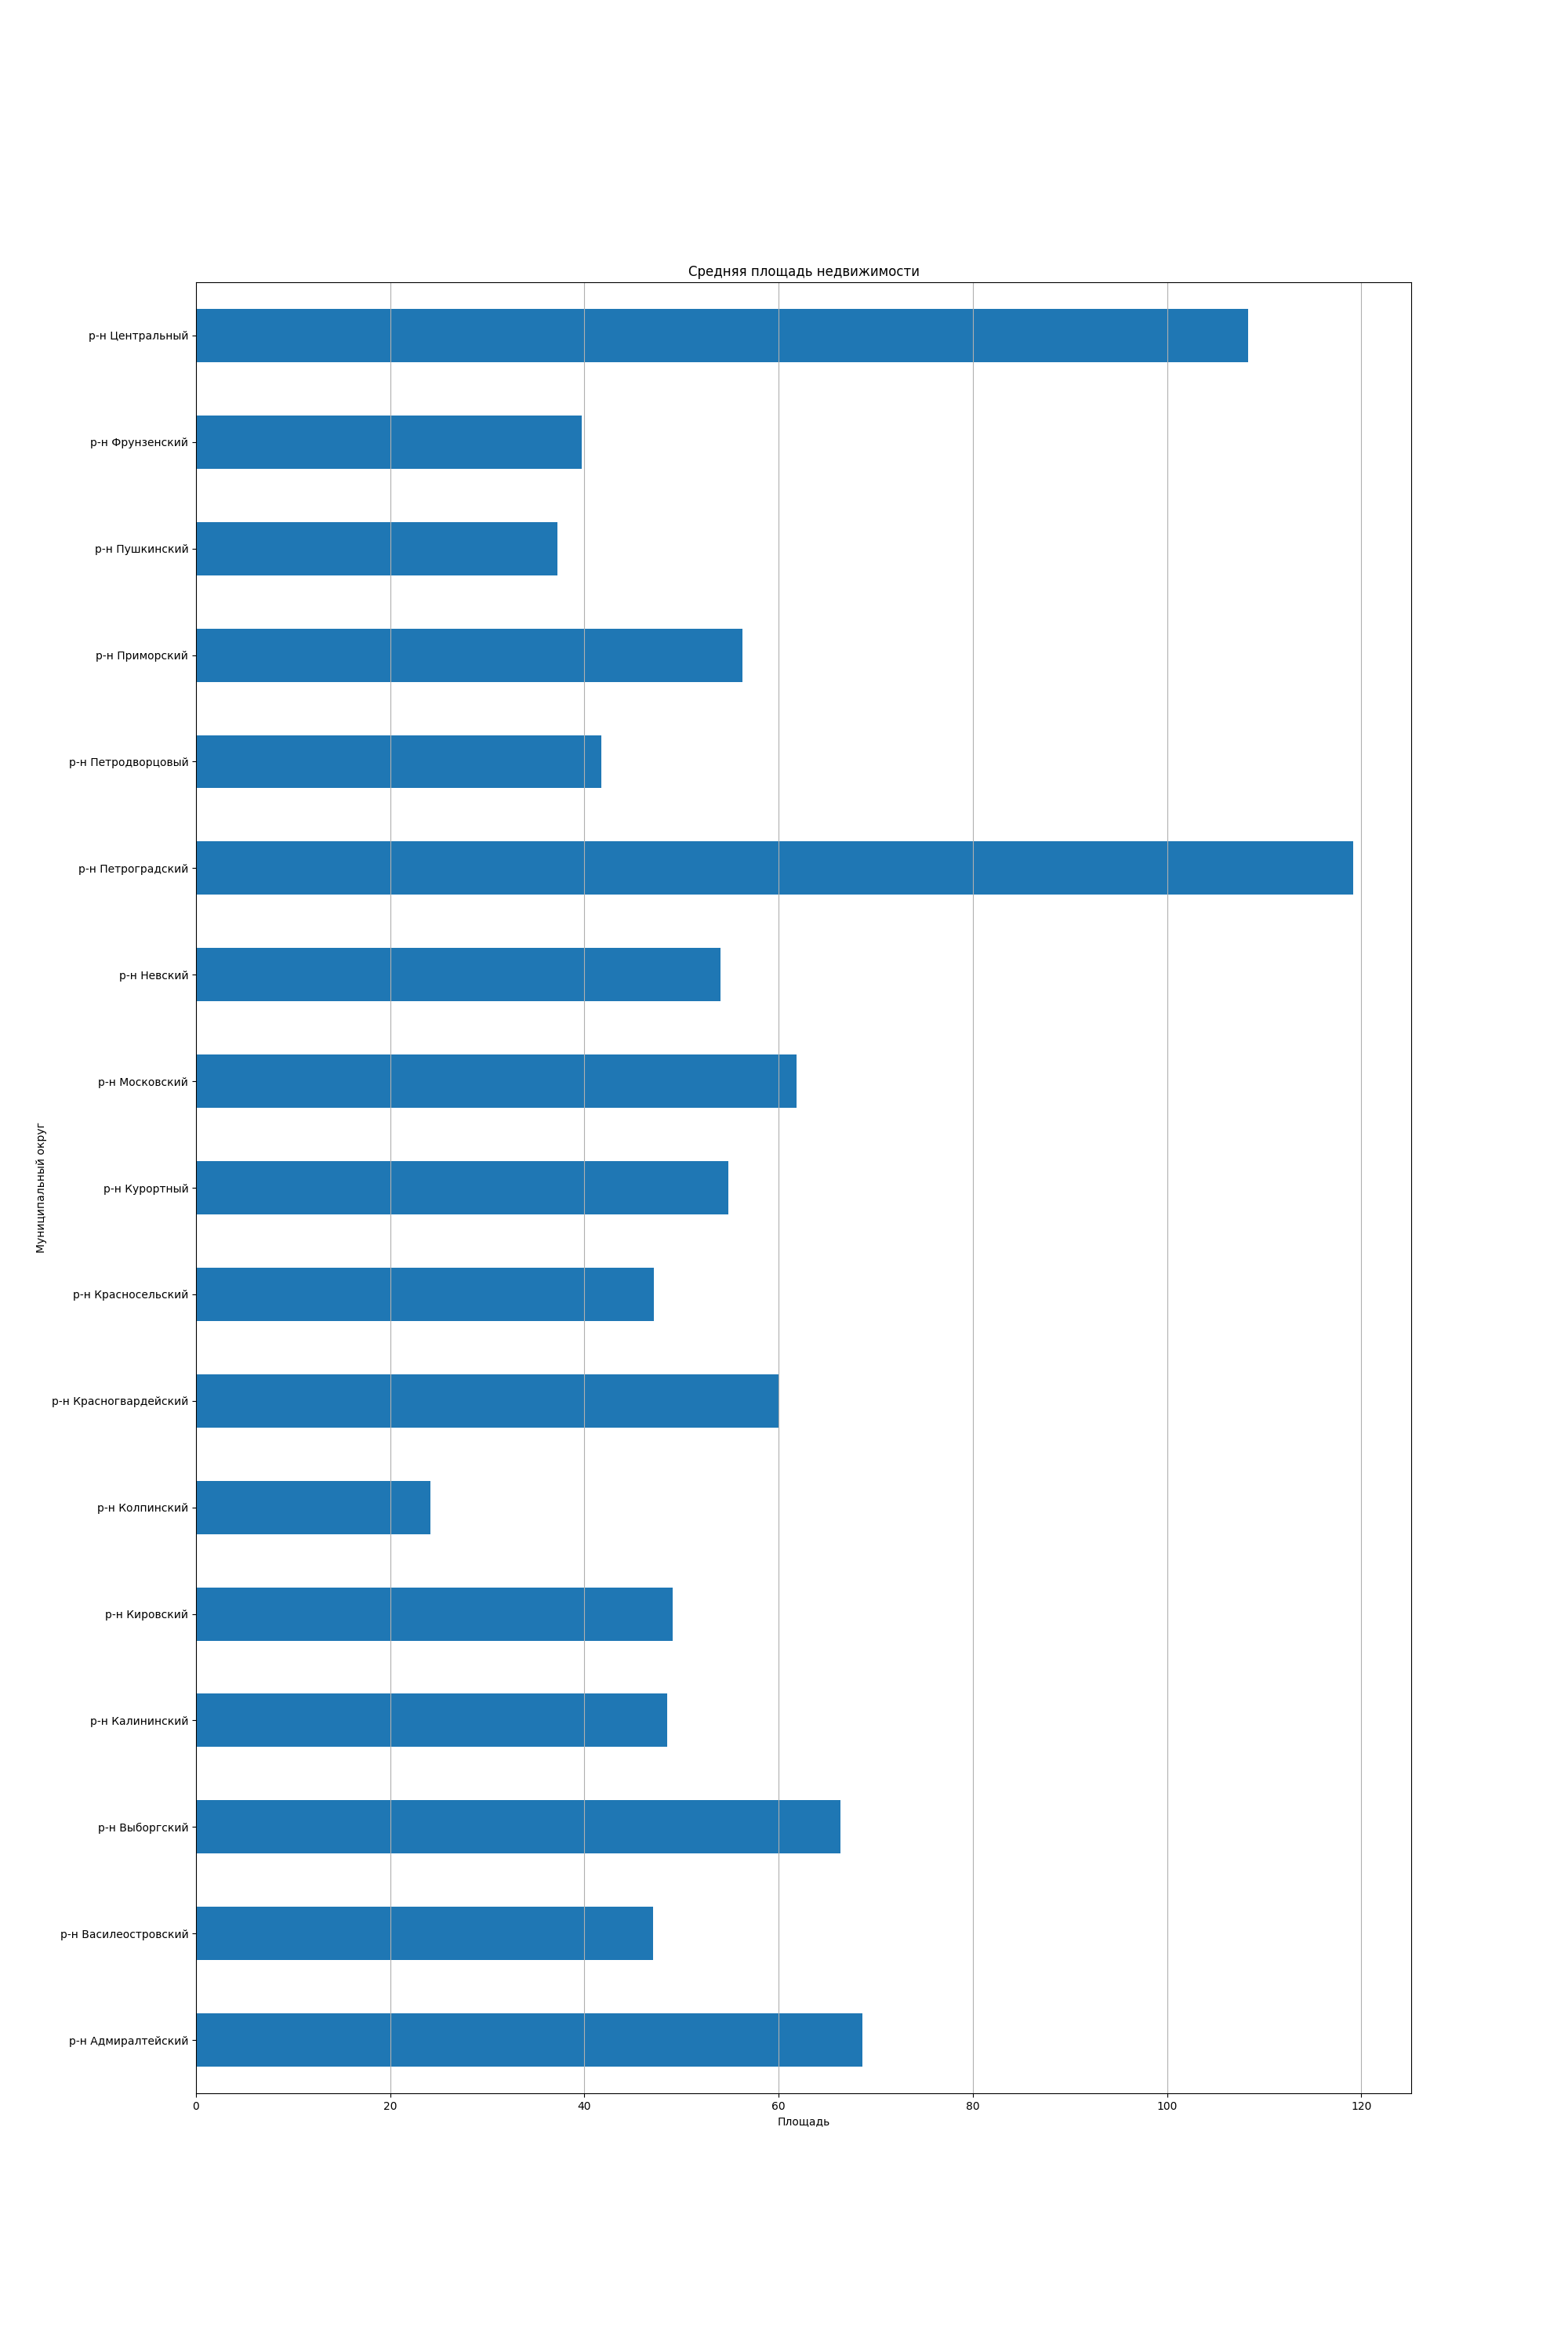 Средняя площадь недвижимости
р-н Центральный
р-н Фрунзенский
р-н Пушкинский
р-н Приморский
р-н Петродворцовый
р-н Петроградский
р-н Невский
р-н Московский
р-н Курортный
р-н Красносельский
р-н Красногвардейский
р-н Колпинский
р-н Кировский
р-н Калининский
р-н Выборгский
р-н Василеостровский
р-н Адмиралтейский
Муниципальный округ
0 20 40 60 80 100 120
Площадь